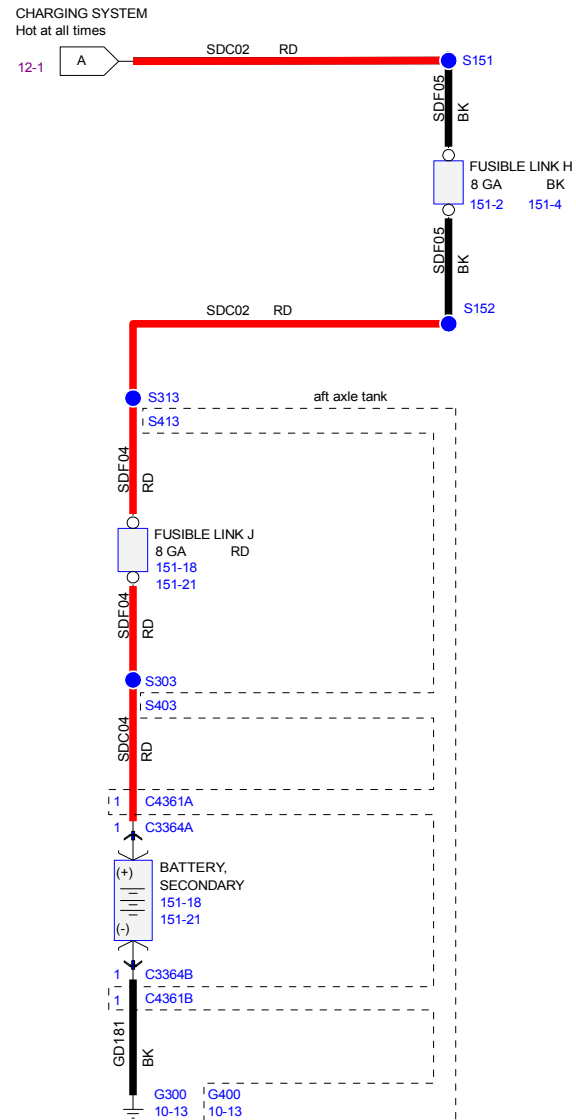 CHARGING SYSTEM
Hot at all times
12-1
A
SDC02 RD
S151
SDF05
BK
FUSIBLE LINK H
8 GA BK
151-2 151-4
SDF05
BK
SDC02 RD
S152
S313
aft axle tank
S413
SDF04
RD
FUSIBLE LINK J
8 GA RD
151-18
151-21
SDF04
RD
S303
S403
SDC04
RD
1 C4361A
1 C3364A
(+)
BATTERY,
SECONDARY
151-18
151-21
(-)
1 C3364B
1 C4361B
GD181
BK
G300 G400
10-13 10-13